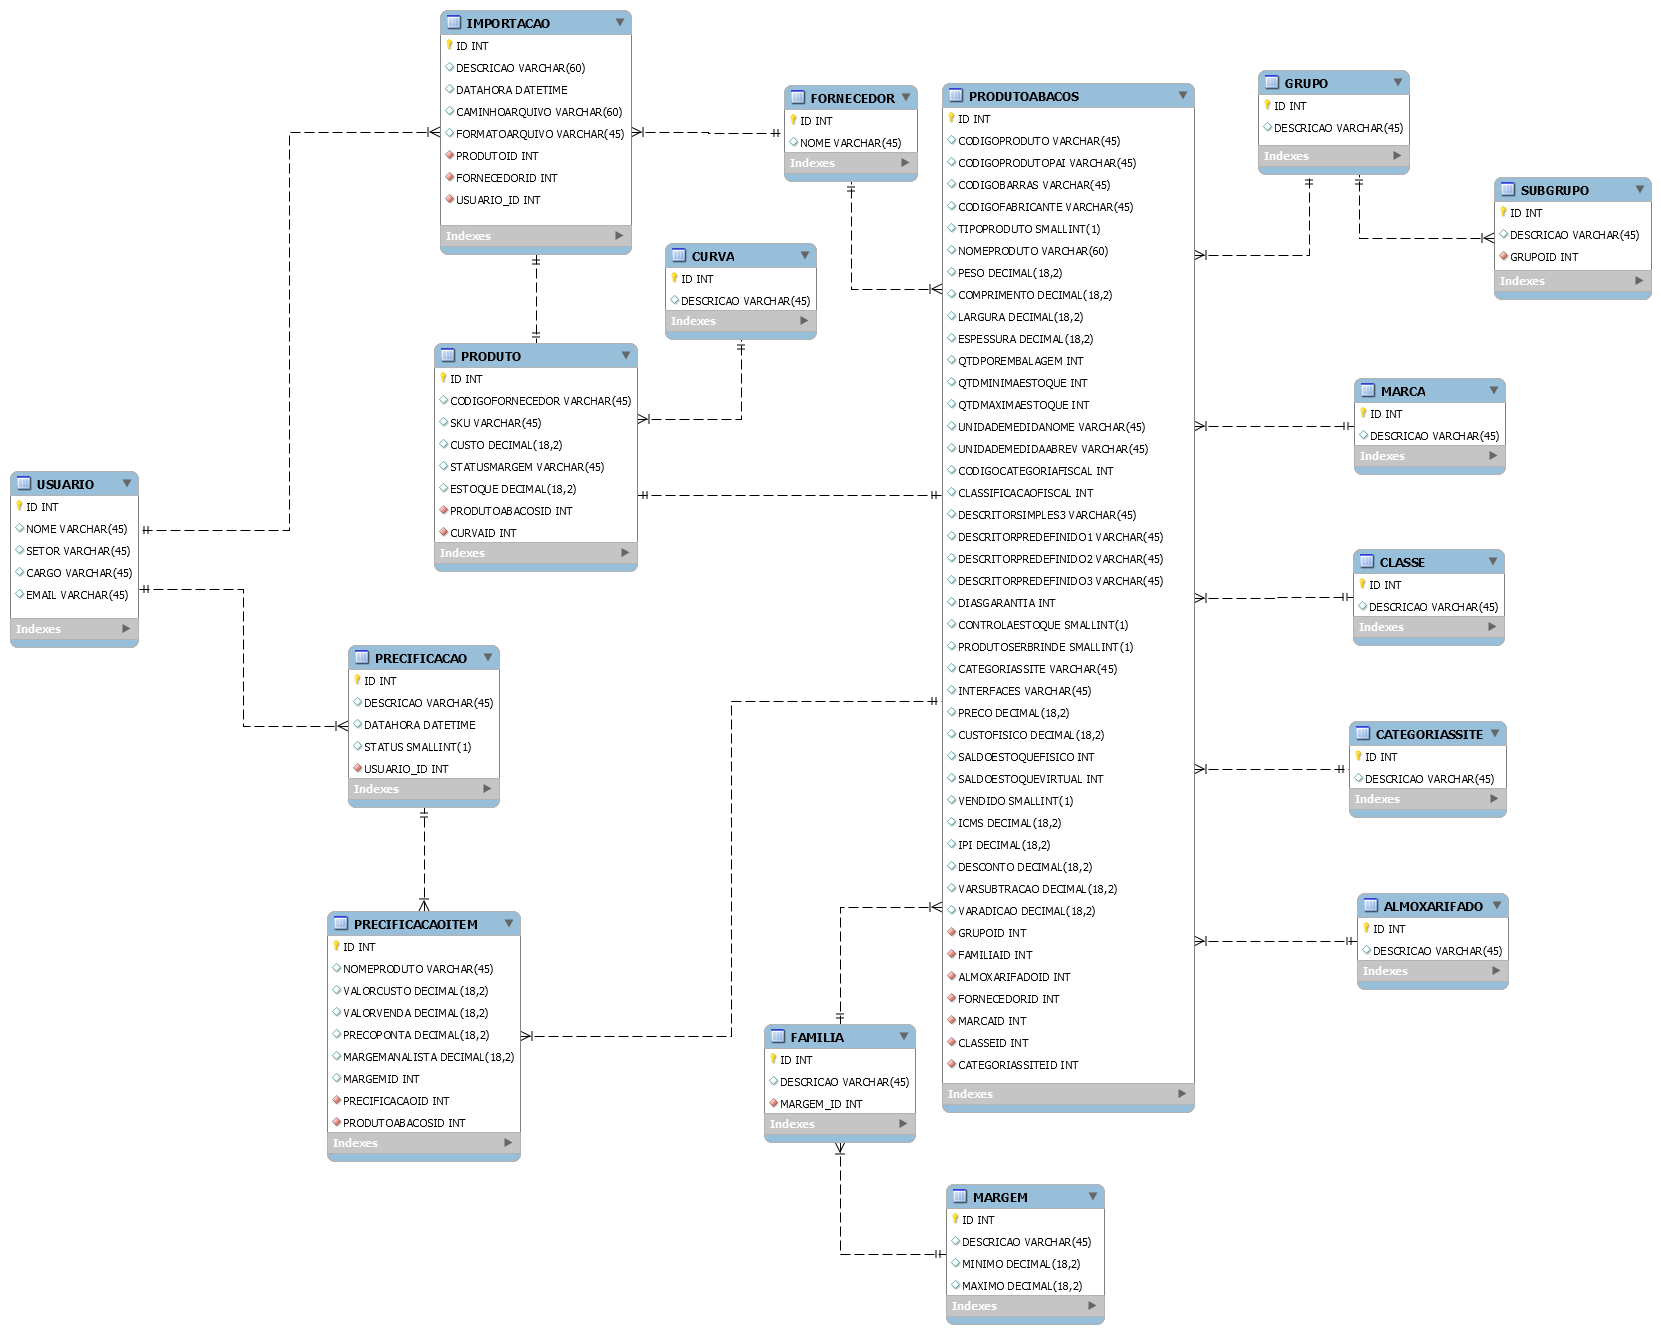 IMPORTACAO
ID INT
DESCRICAO VARCHAR(60)
DATAHORA DATETIME
CAMINHOARQUIVO VARCHAR(60)
FORMATOARQUIVO VARCHAR(45)
PRODUTOID INT
FORNECEDORID INT
USUARIO_ID INT
Indexes
FORNECEDOR
ID INT
NOME VARCHAR(45)
Indexes
PRODUTOABACOS
ID INT
CODIGOPRODUTO VARCHAR(45)
CODIGOPRODUTOPAI VARCHAR(45)
CODIGOBARRAS VARCHAR(45)
CODIGOFABRICANTE VARCHAR(45)
TIPOPRODUTO SMALLINT(1)
NOMEPRODUTO VARCHAR(60)
PESO DECIMAL(18,2)
COMPRIMENTO DECIMAL(18,2)
LARGURA DECIMAL(18,2)
ESPESSURA DECIMAL(18,2)
QTDPOREMBALAGEM INT
QTDMINIMAESTOQUE INT
QTDMAXIMAESTOQUE INT
UNIDADEMEDIDANOME VARCHAR(45)
UNIDADEMEDIDAABREV VARCHAR(45)
CODIGOCATEGORIAFISCAL INT
CLASSIFICACAOFISCAL INT
DESCRITORSIMPLES3 VARCHAR(45)
DESCRITORPREDEFINIDO1 VARCHAR(45)
DESCRITORPREDEFINIDO2 VARCHAR(45)
DESCRITORPREDEFINIDO3 VARCHAR(45)
DIASGARANTIA INT
CONTROLAESTOQUE SMALLINT(1)
PRODUTOSERBRINDE SMALLINT(1)
CATEGORIASSITE VARCHAR(45)
INTERFACES VARCHAR(45)
PRECO DECIMAL(18,2)
CUSTOFISICO DECIMAL(18,2)
SALDOESTOQUEFISICO INT
SALDOESTOQUEVIRTUAL INT
VENDIDO SMALLINT(1)
ICMS DECIMAL(18,2)
IPI DECIMAL(18,2)
DESCONTO DECIMAL(18,2)
VARSUBTRACAO DECIMAL(18,2)
VARADICAO DECIMAL(18,2)
GRUPOID INT
FAMILIAID INT
ALMOXARIFADOID INT
FORNECEDORID INT
MARCAID INT
CLASSEID INT
CATEGORIASSITEID INT
Indexes
GRUPO
ID INT
DESCRICAO VARCHAR(45)
Indexes
SUBGRUPO
ID INT
DESCRICAO VARCHAR(45)
GRUPOID INT
Indexes
CURVA
ID INT
DESCRICAO VARCHAR(45)
Indexes
PRODUTO
ID INT
CODIGOFORNECEDOR VARCHAR(45)
SKU VARCHAR(45)
CUSTO DECIMAL(18,2)
STATUSMARGEM VARCHAR(45)
ESTOQUE DECIMAL(18,2)
PRODUTOABACOSID INT
CURVAID INT
Indexes
MARCA
ID INT
DESCRICAO VARCHAR(45)
Indexes
USUARIO
ID INT
NOME VARCHAR(45)
SETOR VARCHAR(45)
CARGO VARCHAR(45)
EMAIL VARCHAR(45)
Indexes
CLASSE
ID INT
DESCRICAO VARCHAR(45)
Indexes
PRECIFICACAO
ID INT
DESCRICAO VARCHAR(45)
DATAHORA DATETIME
STATUS SMALLINT(1)
USUARIO_ID INT
Indexes
CATEGORIASSITE
ID INT
DESCRICAO VARCHAR(45)
Indexes
ALMOXARIFADO
ID INT
DESCRICAO VARCHAR(45)
Indexes
PRECIFICACAOITEM
ID INT
NOMEPRODUTO VARCHAR(45)
VALORCUSTO DECIMAL(18,2)
VALORVENDA DECIMAL(18,2)
PRECOPONTA DECIMAL(18,2)
MARGEMANALISTA DECIMAL(18,2)
MARGEMID INT
PRECIFICACAOID INT
PRODUTOABACOSID INT
Indexes
FAMILIA
ID INT
DESCRICAO VARCHAR(45)
MARGEM_ID INT
Indexes
MARGEM
ID INT
DESCRICAO VARCHAR(45)
MINIMO DECIMAL(18,2)
MAXIMO DECIMAL(18,2)
Indexes